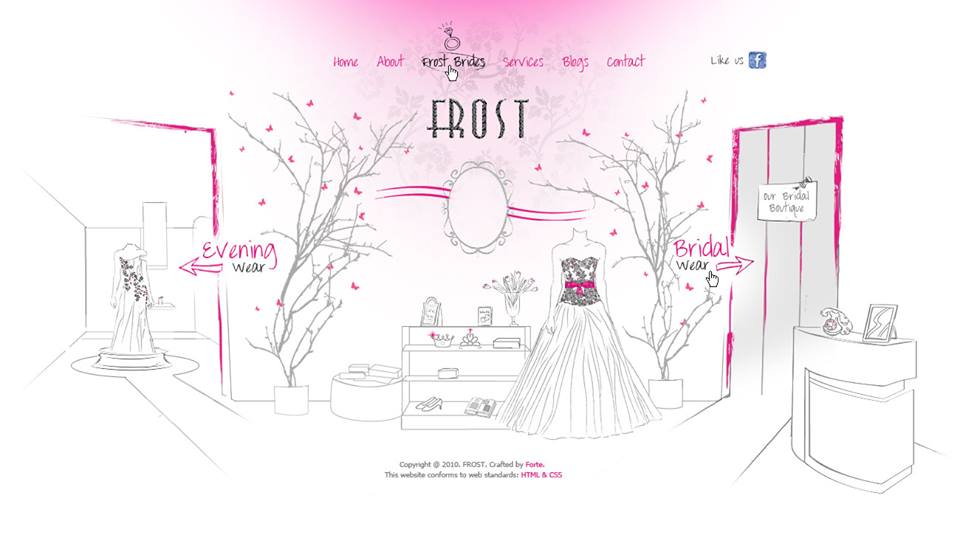 Home About Frost Brides Services Blogs Contact
Like us f
FROST
our Bridal
Boutique
Evening
Wear
Bridal
Wear
Copyright @ 2010. FROST. Crafted by Forte.
This website conforms to web standards: HTML & CSS